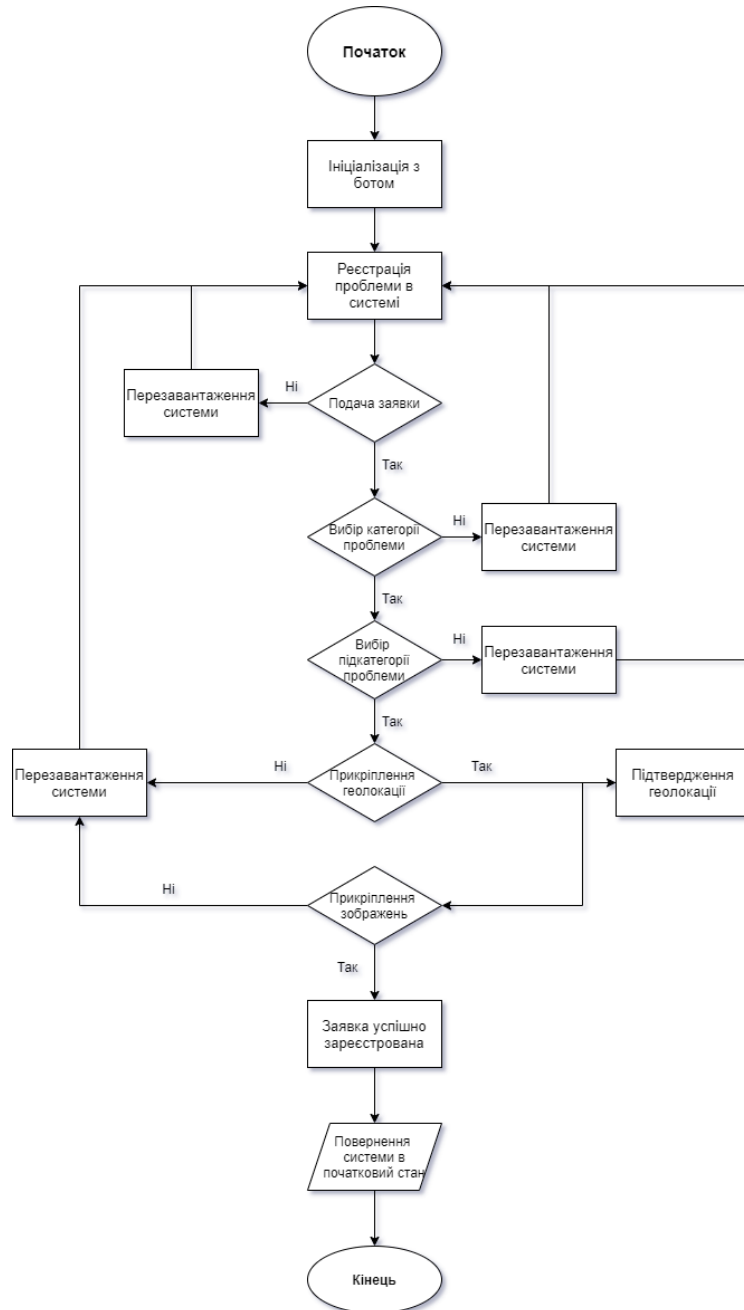 Початок
Ініціалізація з
ботом
Реєстрація
проблеми в
системі
Ні
Перезавантаження
системи
Подача заявки
Так
Вибір категорії
проблеми
Ні
Перезавантаження
системи
Так
Вибір
підкатегорії
проблеми
Ні
Перезавантаження
системи
Так
Перезавантаження
системи
Ні
Прикріплення
геолокації
Так
Підтвердження
геолокації
Ні
Прикріплення
зображень
Так
Заявка успішно
зареєстрована
Повернення
системи в
початковий стан
Кінець